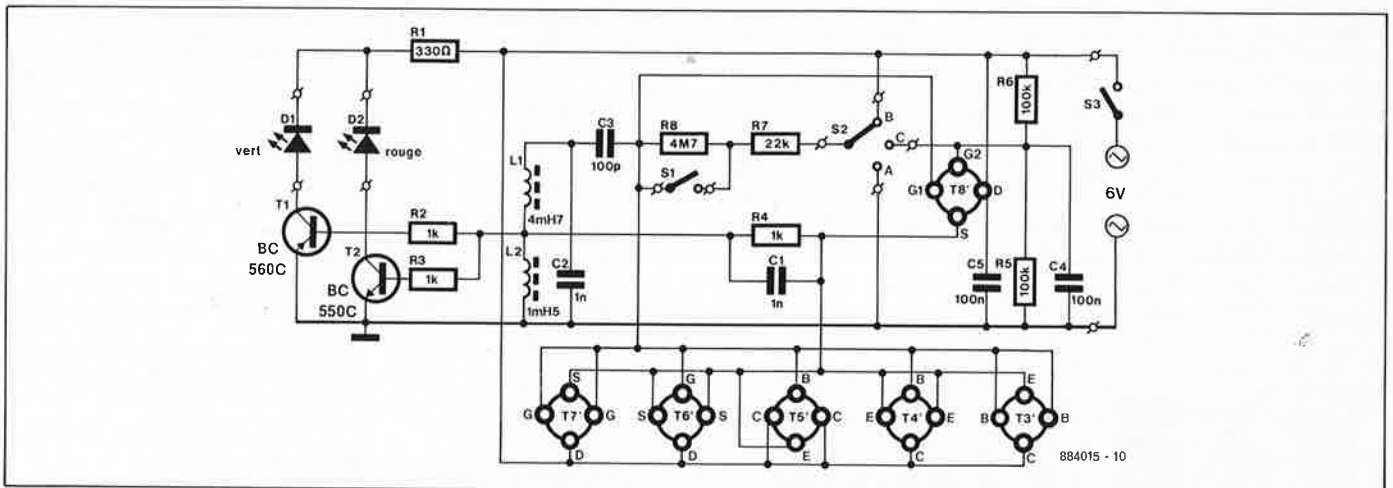 R1
330Ω
D1
vert
D2
rouge
T1
BC
560C
T2
BC
550C
R2
1k
R3
1k
L1
4mH7
L2
1mH5
C2
1n
C3
100p
R8
4M7
R7
22k
S1
S2
B
C
A
R4
1k
C1
1n
G2
G1
T8'
D
S
R6
100k
S3
6V
C5
100n
R5
100k
C4
100n
S
G T7' G
D
G
S T6' S
D
B
C T5' C
E
B
E T4' E
C
E
B T3' B
C
884015 - 10